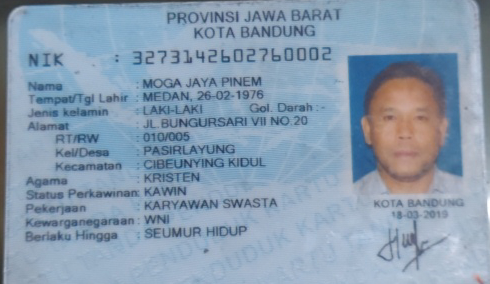 PROVINSI JAWA BARAT
KOTA BANDUNG
NIK : 3273142602760002
Nama : MOGA JAYA PINEM
Tempat/Tgl Lahir : MEDAN, 26-02-1976
Jenis kelamin : LAKI-LAKI Gol. Darah :-
Alamat : JL BUNGURSARI VII NO.20
RT/RW : 010/005
Kel/Desa : PASIRLAYUNG
Kecamatan : CIBEUNYING KIDUL
Agama : KRISTEN
Status Perkawinan: KAWIN
Pekerjaan : KARYAWAN SWASTA
Kewarganegaraan: WNI
Berlaku Hingga : SEUMUR HIDUP
KOTA BANDUNG
18-03-2019